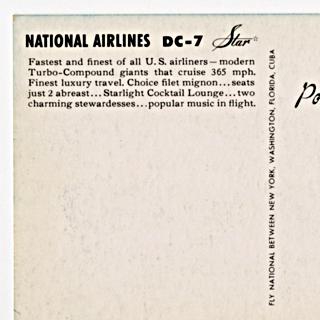 NATIONAL AIRLINES DC-7 Star
Fastest and finest of all U.S. airliners—modern
Turbo-Compound giants that cruise 365 mph.
Finest luxury travel. Choice filet mignon...seats
just 2 abreast...Starlight Cocktail Lounge...two
charming stewardesses...popular music in flight.
FLY NATIONAL BETWEEN NEW YORK, WASHINGTON, FLORIDA, CUBA
Po